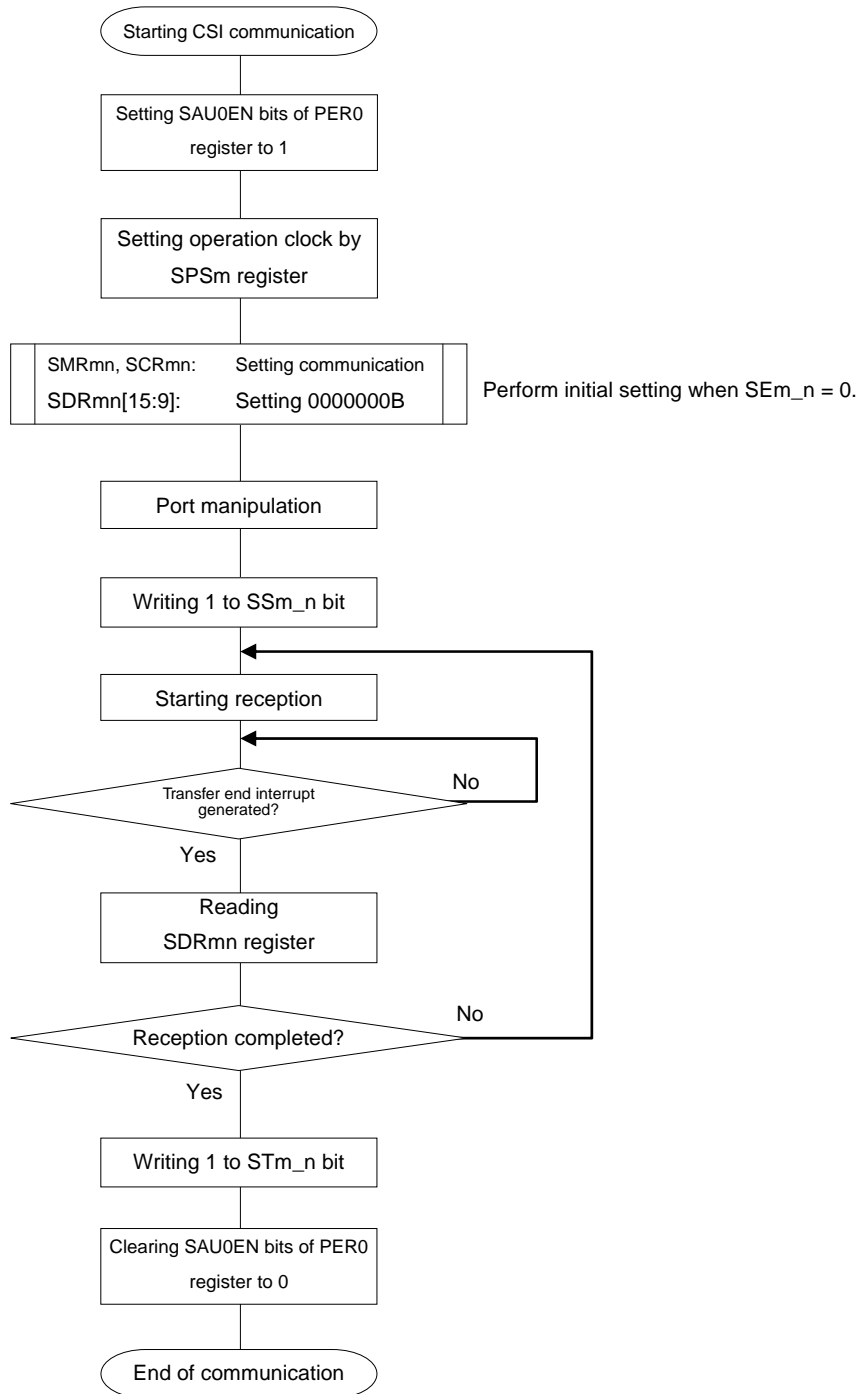 Starting CSI communication
Setting SAU0EN bits of PER0
register to 1
Setting operation clock by
SPSm register
SMRmn, SCRmn: Setting communication
SDRmn[15:9]: Setting 0000000B
Perform initial setting when SEm_n = 0.
Port manipulation
Writing 1 to SSm_n bit
Starting reception
Transfer end interrupt
generated?
No
Yes
Reading
SDRmn register
Reception completed?
No
Yes
Writing 1 to STm_n bit
Clearing SAU0EN bits of PER0
register to 0
End of communication